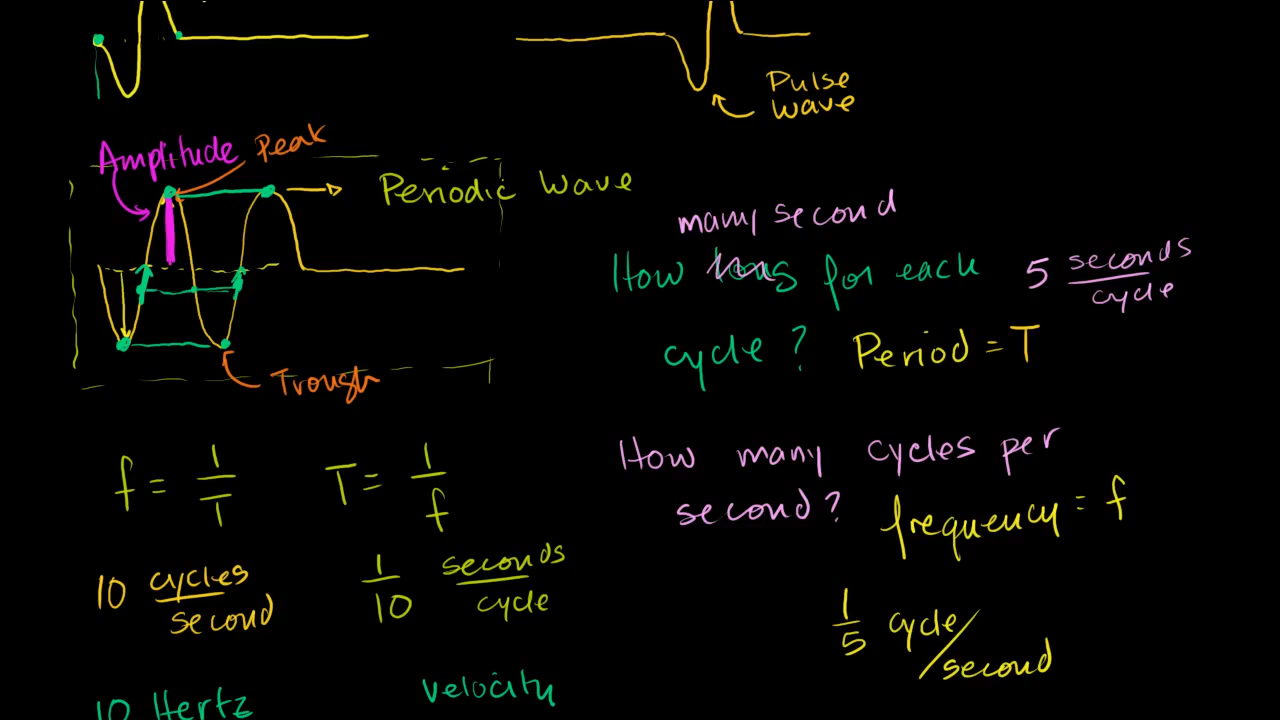 Pulse
wave
Amplitude
Peak
Periodic wave
many second
How long for each
5 seconds
cycle
cycle? Period = T
Trough
f = 1/T
T = 1/f
How many cycles per
second? frequency = f
10 cycles
second
1/10 seconds
cycle
1/5 cycle/
second
10 Hertz
velocity